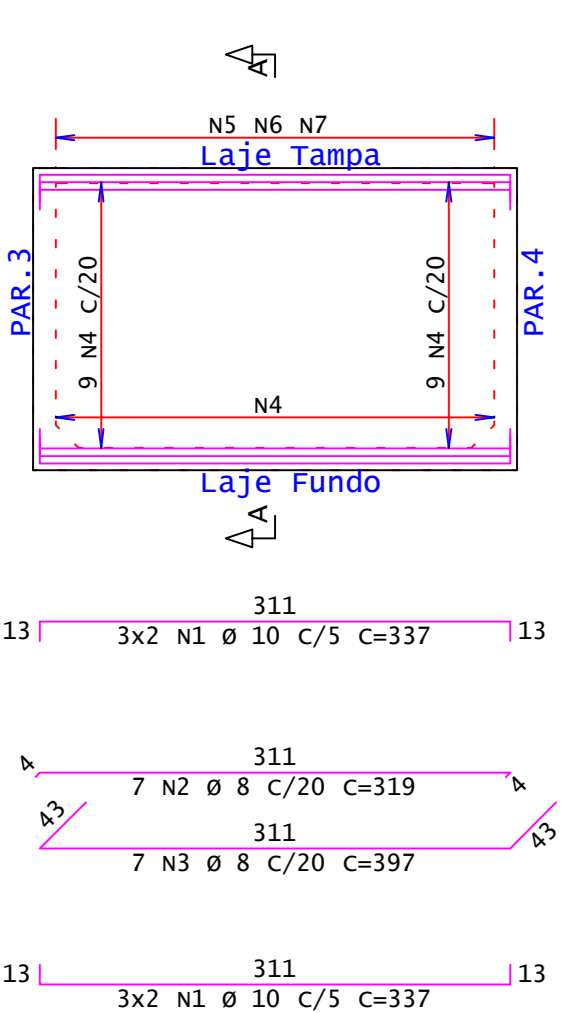 A
N5 N6 N7
Laje Tampa
PAR.3
9 N4 C/20
9 N4 C/20
PAR.4
N4
Laje Fundo
A
311
13
3x2 N1 Ø 10 C/5 C=337
13
311
4
7 N2 Ø 8 C/20 C=319
4
43
311
7 N3 Ø 8 C/20 C=397
43
311
13
3x2 N1 Ø 10 C/5 C=337
13